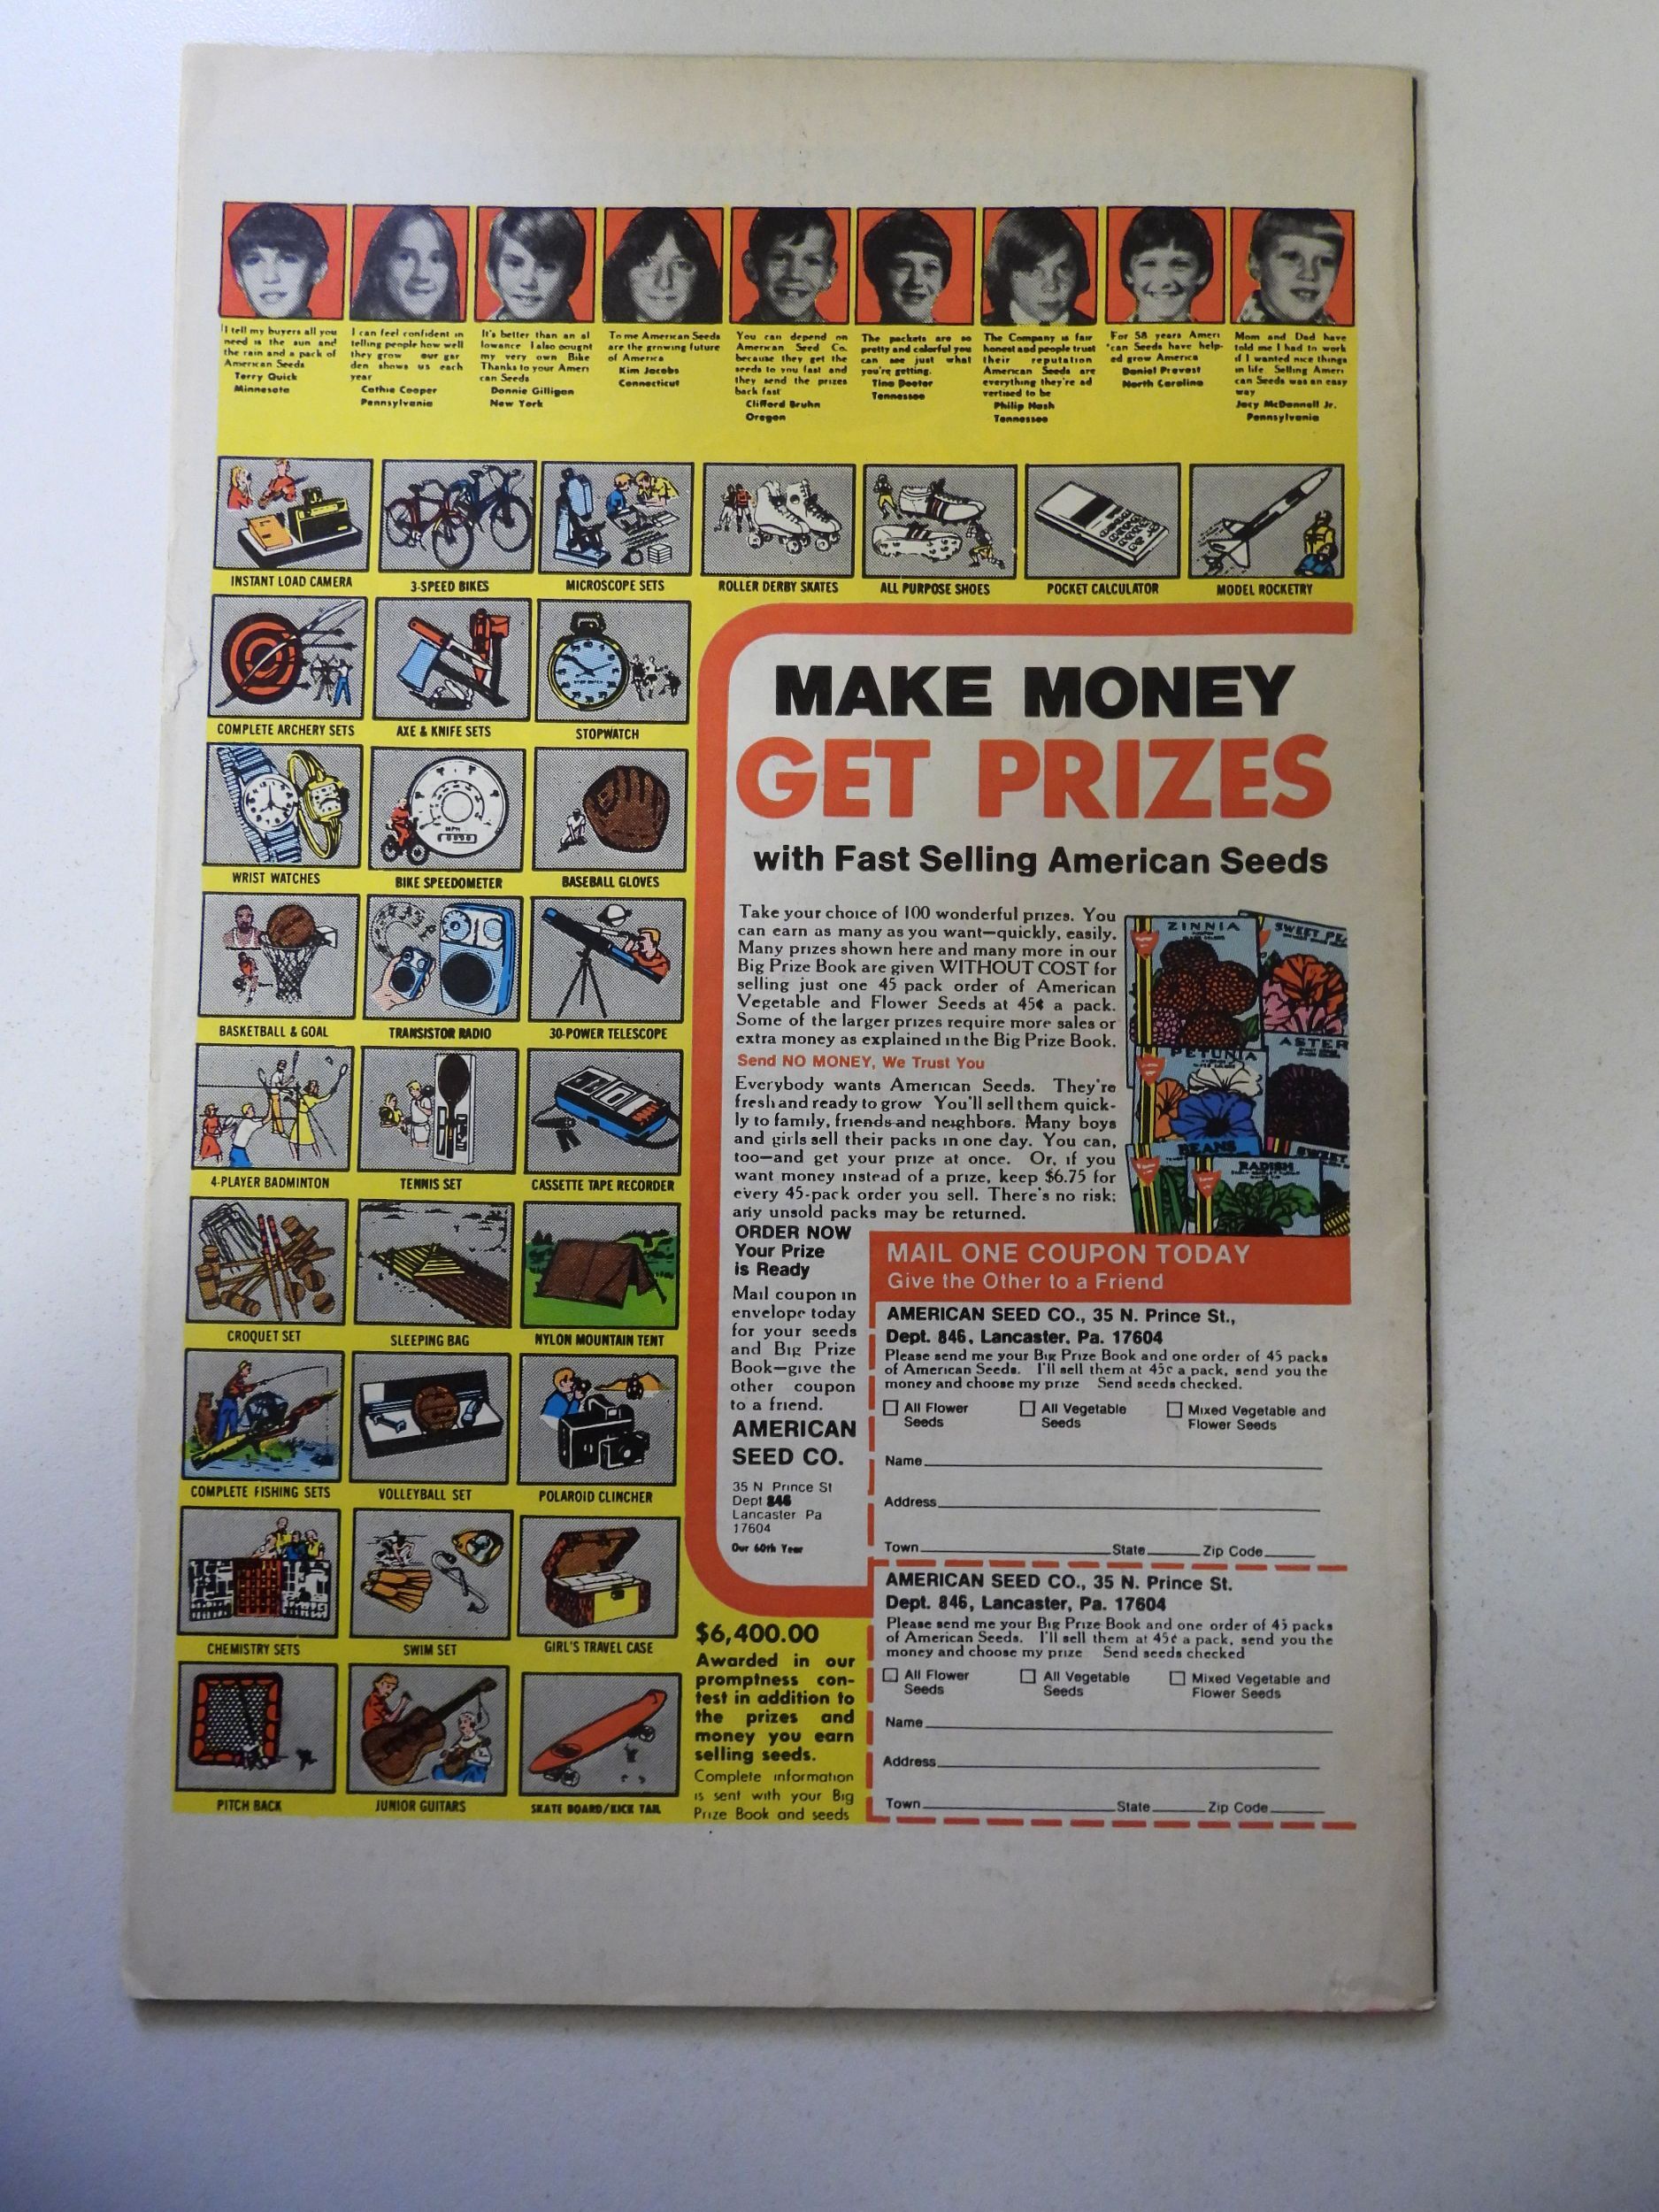 I tell my buyers all you
need is the sun and
the rain and a pack of
American Seeds
Terry Quick
Minnesota
I can feel confident in
telling people how well
they grow our gar
den shows us each
year
Cathie Cooper
Pennsylvania
It's better than an al
lowance I also bought
my very own Bike
Thanks to your Ameri
can Seeds
Donnie Gilligan
New York
To me American Seeds
are the growing future
of America
Kim Jacobs
Connecticut
You can depend on
American Seed Co.
because they get the
seeds to you fast and
they send the prizes
back fast
Clifford Bruhn
Oregon
The packets are so
pretty and colorful you
can see just what
you're getting.
Tina Doctor
Tennessee
The Company is fair
honest and people trust
their reputation
American Seeds are
everything they're ad
vertised to be
Philip Hash
Tennessee
For 58 years Ameri
can Seeds have help-
ed grow America
Daniel Provost
North Carolina
Mom and Dad have
told me I had to work
if I wanted nice things
in life. Selling Ameri
can Seeds was an easy
way
Jacy McDannell Jr.
Pennsylvania
INSTANT LOAD CAMERA
3-SPEED BIKES
MICROSCOPE SETS
ROLLER DERBY SKATES
ALL PURPOSE SHOES
POCKET CALCULATOR
MODEL ROCKETRY
COMPLETE ARCHERY SETS
AXE & KNIFE SETS
STOPWATCH
WRIST WATCHES
BIKE SPEEDOMETER
BASEBALL GLOVES
BASKETBALL & GOAL
TRANSISTOR RADIO
30-POWER TELESCOPE
4-PLAYER BADMINTON
TENNIS SET
CASSETTE TAPE RECORDER
CROQUET SET
SLEEPING BAG
NYLON MOUNTAIN TENT
COMPLETE FISHING SETS
VOLLEYBALL SET
POLAROID CLINCHER
CHEMISTRY SETS
SWIM SET
GIRL'S TRAVEL CASE
PITCH BACK
JUNIOR GUITARS
SKATE BOARD/KICK TAIL
MAKE MONEY
GET PRIZES
with Fast Selling American Seeds
Take your choice of 100 wonderful prizes. You
can earn as many as you want—quickly, easily.
Many prizes shown here and many more in our
Big Prize Book are given WITHOUT COST for
selling just one 45 pack order of American
Vegetable and Flower Seeds at 45¢ a pack.
Some of the larger prizes require more sales or
extra money as explained in the Big Prize Book.
Send NO MONEY, We Trust You
Everybody wants American Seeds. They're
fresh and ready to grow You'll sell them quick-
ly to family, friends and neighbors. Many boys
and girls sell their packs in one day. You can,
too—and get your prize at once. Or, if you
want money instead of a prize, keep $6.75 for
every 45-pack order you sell. There's no risk;
any unsold packs may be returned.
ZINNIA
SWEET PE
PETUNIA
ASTER
BEANS
RADISH
SWEET
ORDER NOW
Your Prize
is Ready
Mail coupon in
envelope today
for your seeds
and Big Prize
Book—give the
other coupon
to a friend.
AMERICAN
SEED CO.
35 N Prince St
Dept 846
Lancaster Pa
17604
Our 60th Year
MAIL ONE COUPON TODAY
Give the Other to a Friend
AMERICAN SEED CO., 35 N. Prince St.,
Dept. 846, Lancaster, Pa. 17604
Please send me your Big Prize Book and one order of 45 packs
of American Seeds. I'll sell them at 45¢ a pack, send you the
money and choose my prize Send seeds checked.
All Flower Seeds
All Vegetable Seeds
Mixed Vegetable and Flower Seeds
Name
Address
Town State Zip Code
AMERICAN SEED CO., 35 N. Prince St.
Dept. 846, Lancaster, Pa. 17604
Please send me your Big Prize Book and one order of 45 packs
of American Seeds. I'll sell them at 45¢ a pack, send you the
money and choose my prize Send seeds checked
All Flower Seeds
All Vegetable Seeds
Mixed Vegetable and Flower Seeds
Name
Address
Town State Zip Code
$6,400.00
Awarded in our
promptness con-
test in addition to
the prizes and
money you earn
selling seeds.
Complete information
is sent with your Big
Prize Book and seeds